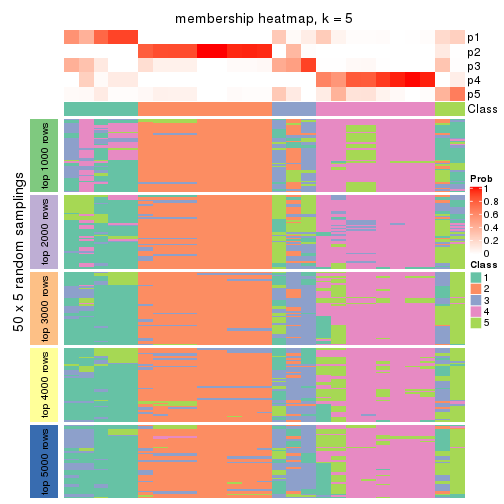 membership heatmap, k = 5
p1
p2
p3
p4
p5
Class
50 x 5 random samplings
top 1000 rows
top 2000 rows
top 3000 rows
top 4000 rows
top 5000 rows
Prob
1
0.8
0.6
0.4
0.2
0
Class
1
2
3
4
5